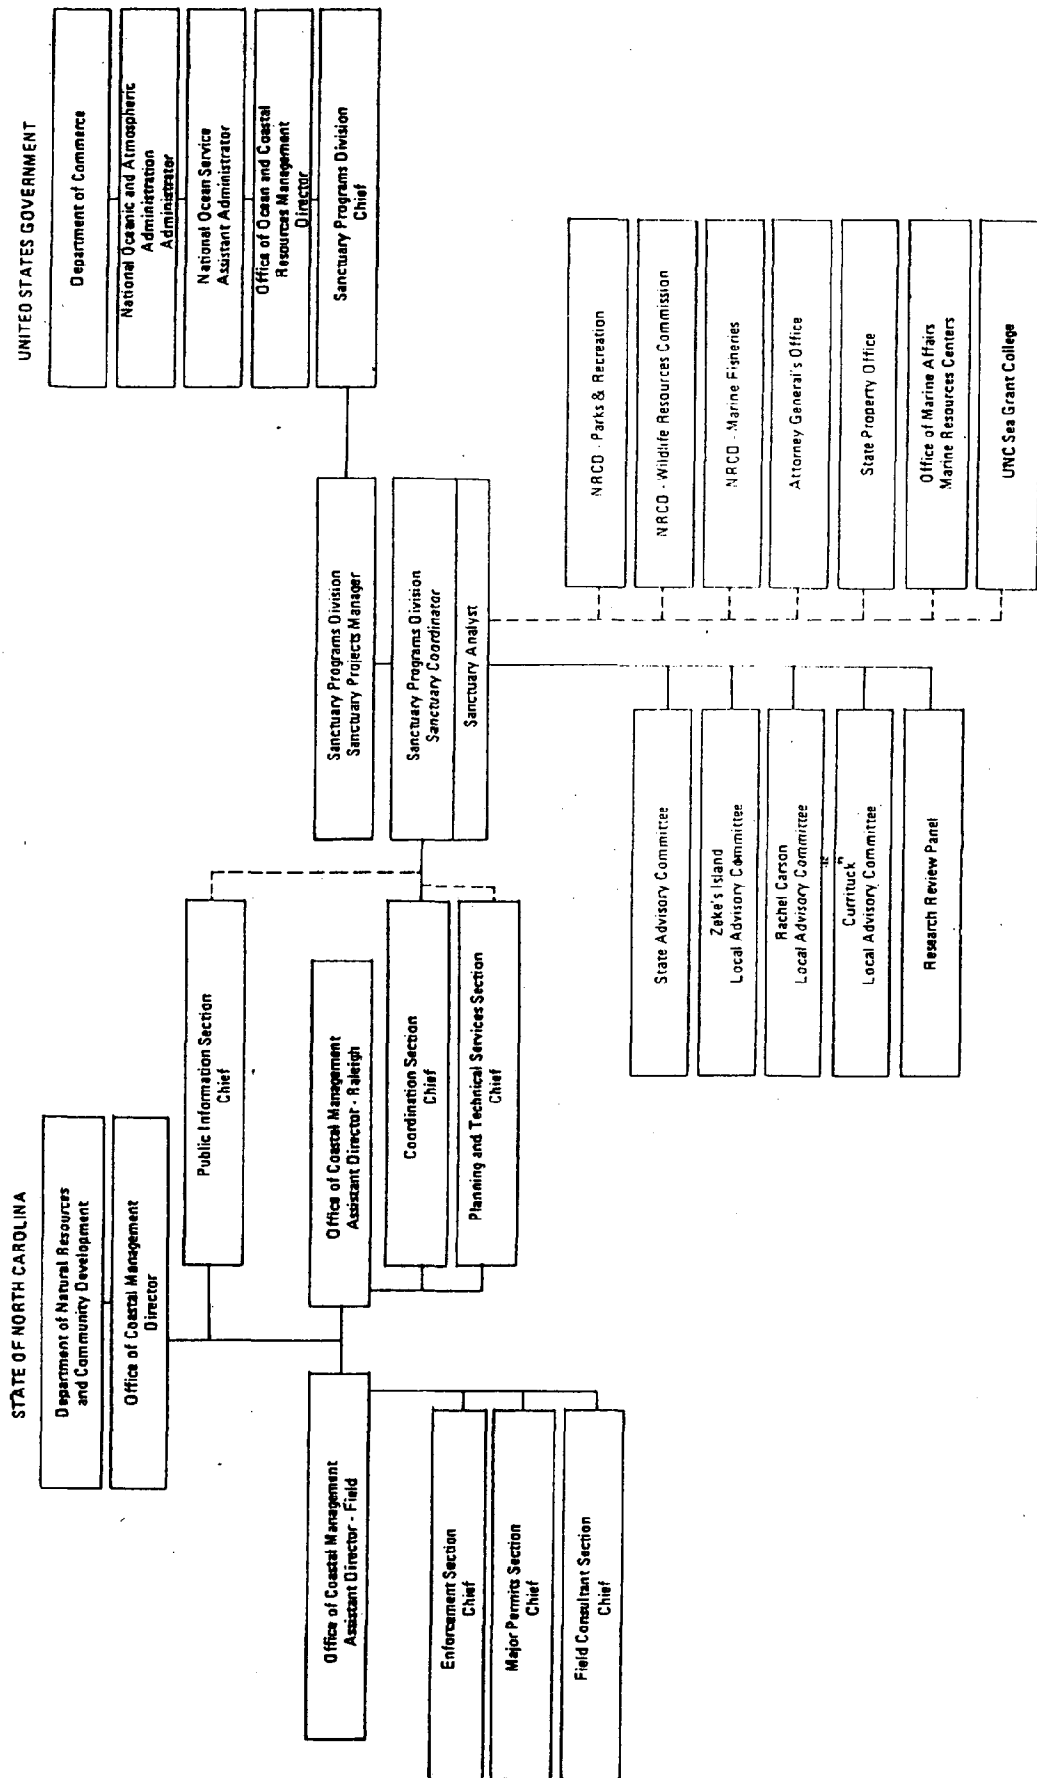 STATE OF NORTH CAROLINA
Department of Natural Resources
and Community Development
Office of Coastal Management
Director
Public Information Section
Chief
Office of Coastal Management
Assistant Director - Field
Enforcement Section
Chief
Major Permits Section
Chief
Field Consultant Section
Chief
Office of Coastal Management
Assistant Director - Raleigh
Coordination Section
Chief
Planning and Technical Services Section
Chief
UNITED STATES GOVERNMENT
Department of Commerce
National Oceanic and Atmospheric
Administration
Administrator
National Ocean Service
Assistant Administrator
Office of Ocean and Coastal
Resources Management
Director
Sanctuary Programs Division
Chief
Sanctuary Programs Division
Sanctuary Projects Manager
Sanctuary Programs Division
Sanctuary Coordinator
Sanctuary Analyst
State Advisory Committee
Zeke's Island
Local Advisory Committee
Rachel Carson
Local Advisory Committee
Currituck
Local Advisory Committee
Research Review Panel
NRCD - Parks & Recreation
NRCD - Wildlife Resources Commission
NRCD - Marine Fisheries
Attorney General's Office
State Property Office
Office of Marine Affairs
Marine Resources Centers
UNC Sea Grant College